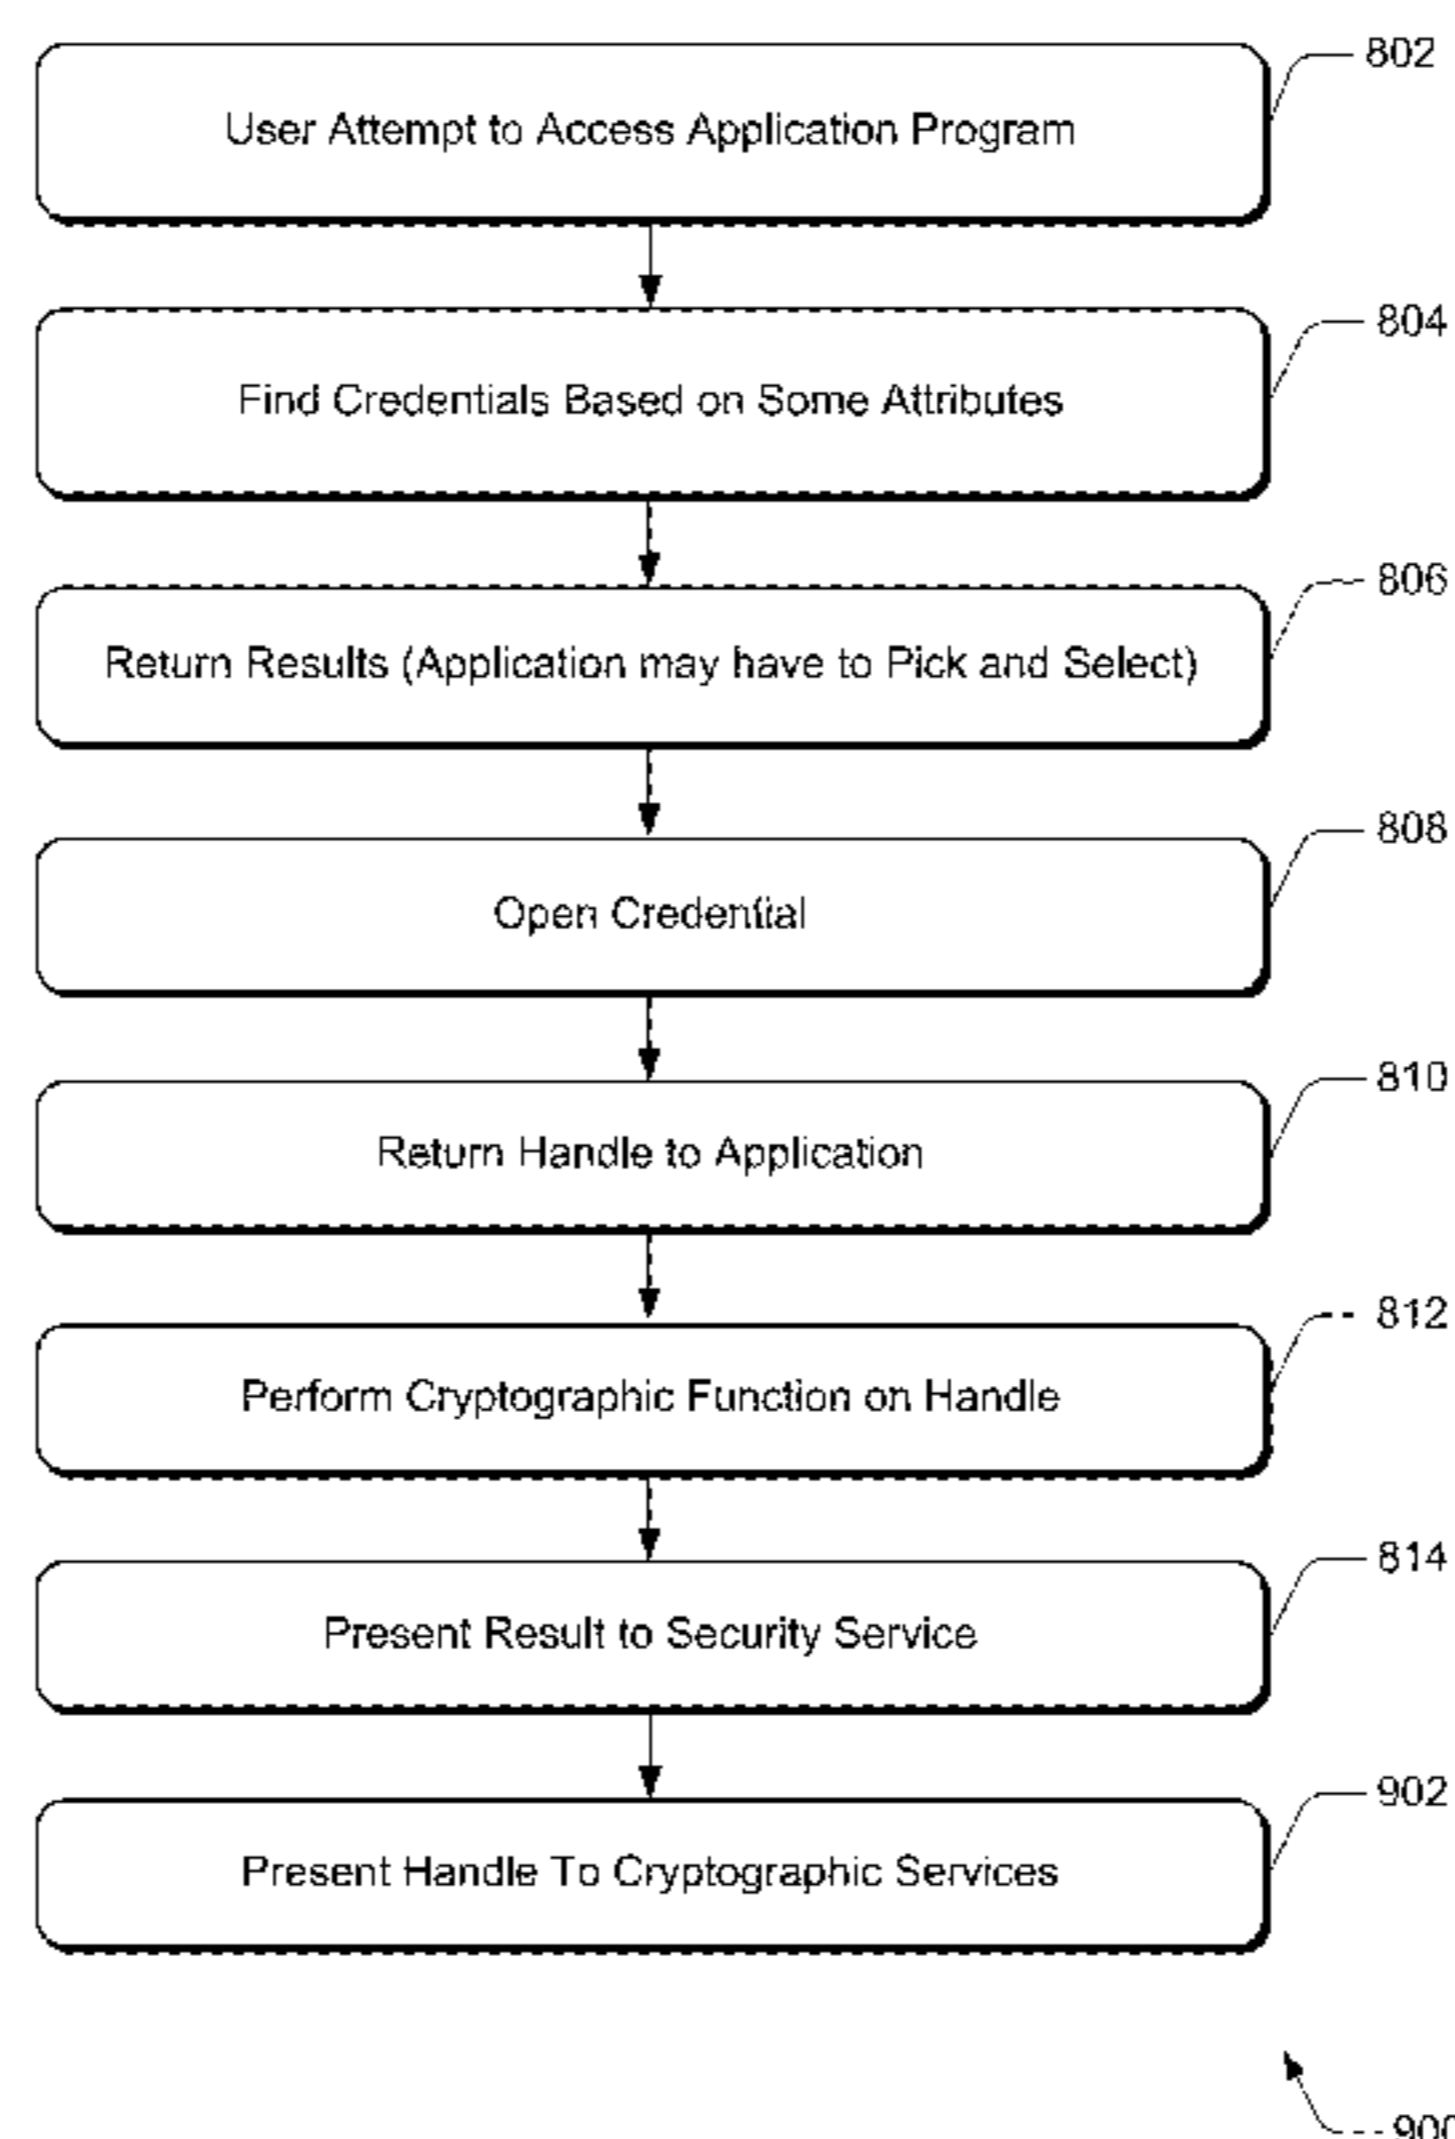 802
User Attempt to Access Application Program
804
Find Credentials Based on Some Attributes
806
Return Results (Application may have to Pick and Select)
808
Open Credential
810
Return Handle to Application
812
Perform Cryptographic Function on Handle
814
Present Result to Security Service
902
Present Handle To Cryptographic Services
900